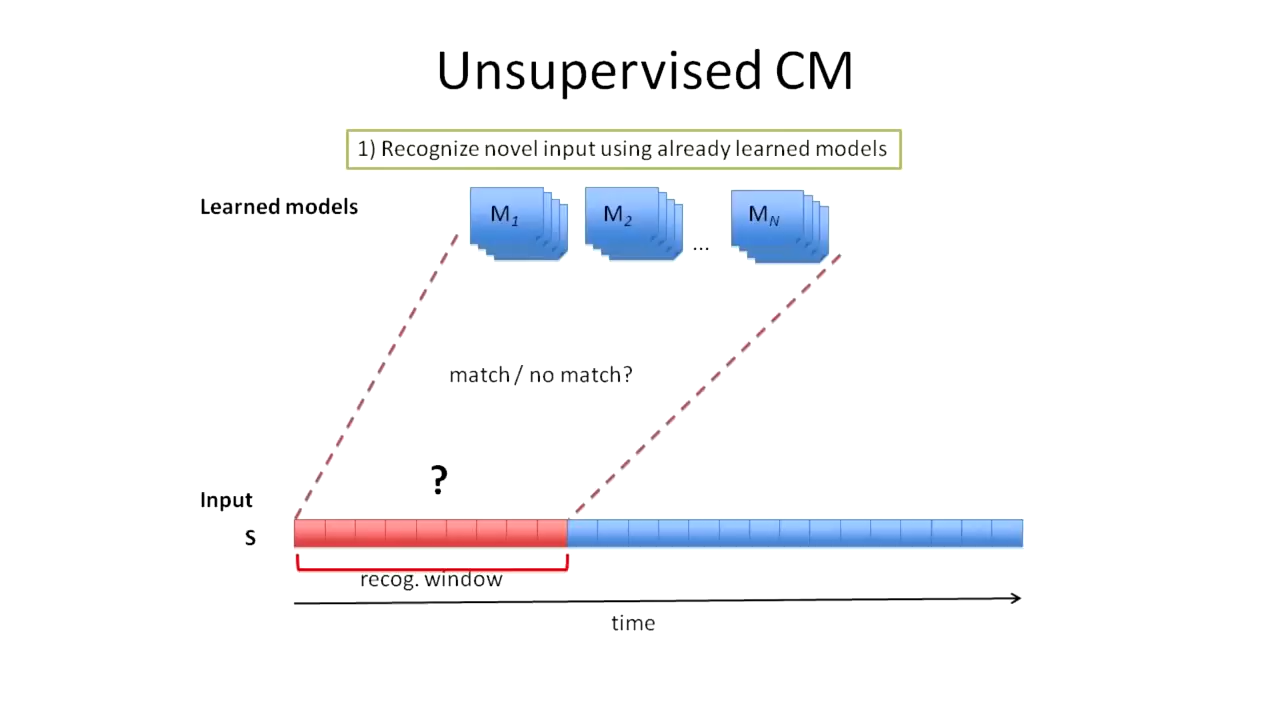 Unsupervised CM
1) Recognize novel input using already learned models
Learned models
M1 M2 ... MN
match / no match?
?
Input
S
recog. window
time